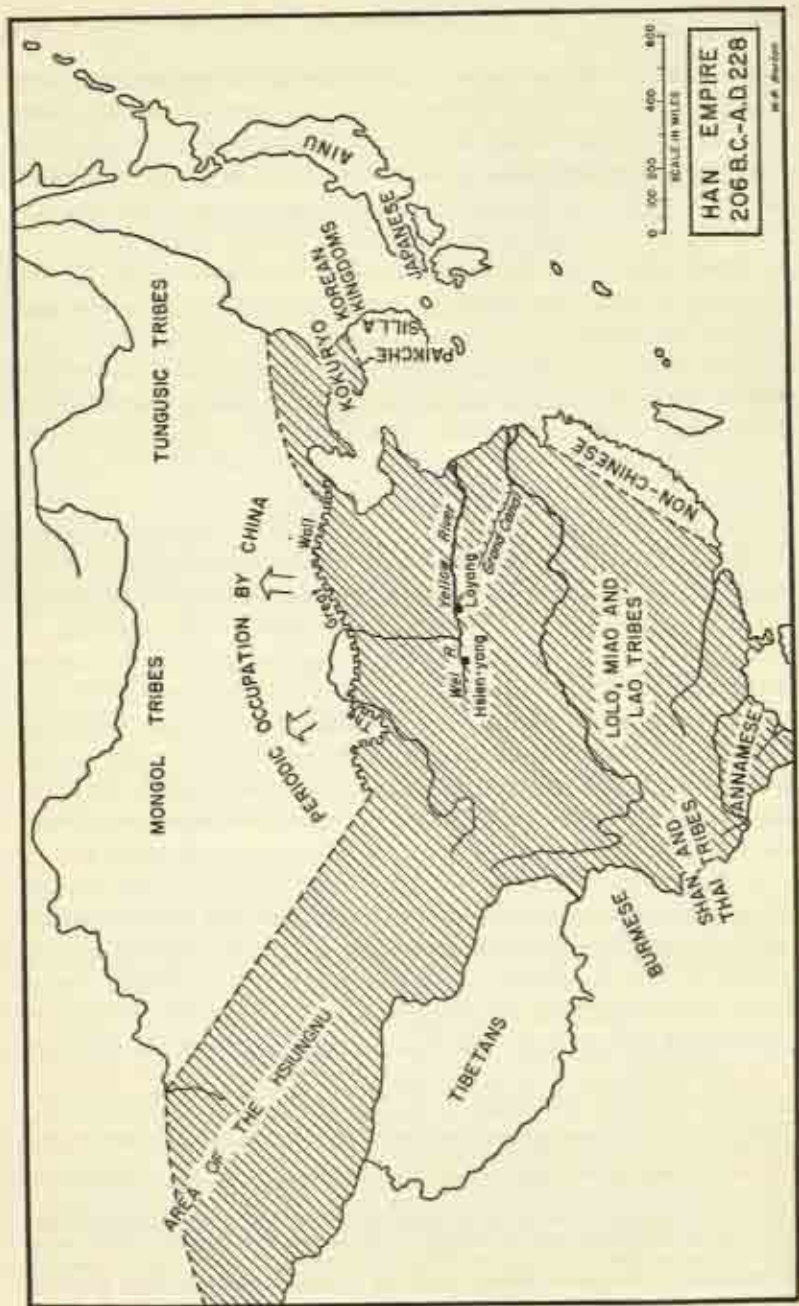 TUNGUSIC TRIBES
MONGOL TRIBES
AINU
JAPANESE
KOREAN
KINGDOMS
KOKURYO
SILLA
PAIKCHE
PERIODIC OCCUPATION BY CHINA
The Great Wall
AREA OF THE HSIUNGNU
Yellow River
Loyang
Wei R.
Hsien-yang
Grand Canal
TIBETANS
NON-CHINESE
LOLO, MIAO AND
LAO TRIBES
BURMESE
SHAN AND
THAI TRIBES
ANNAMESE
0 100 200 400 600
SCALE IN MILES
HAN EMPIRE
206 B.C.-A.D. 228